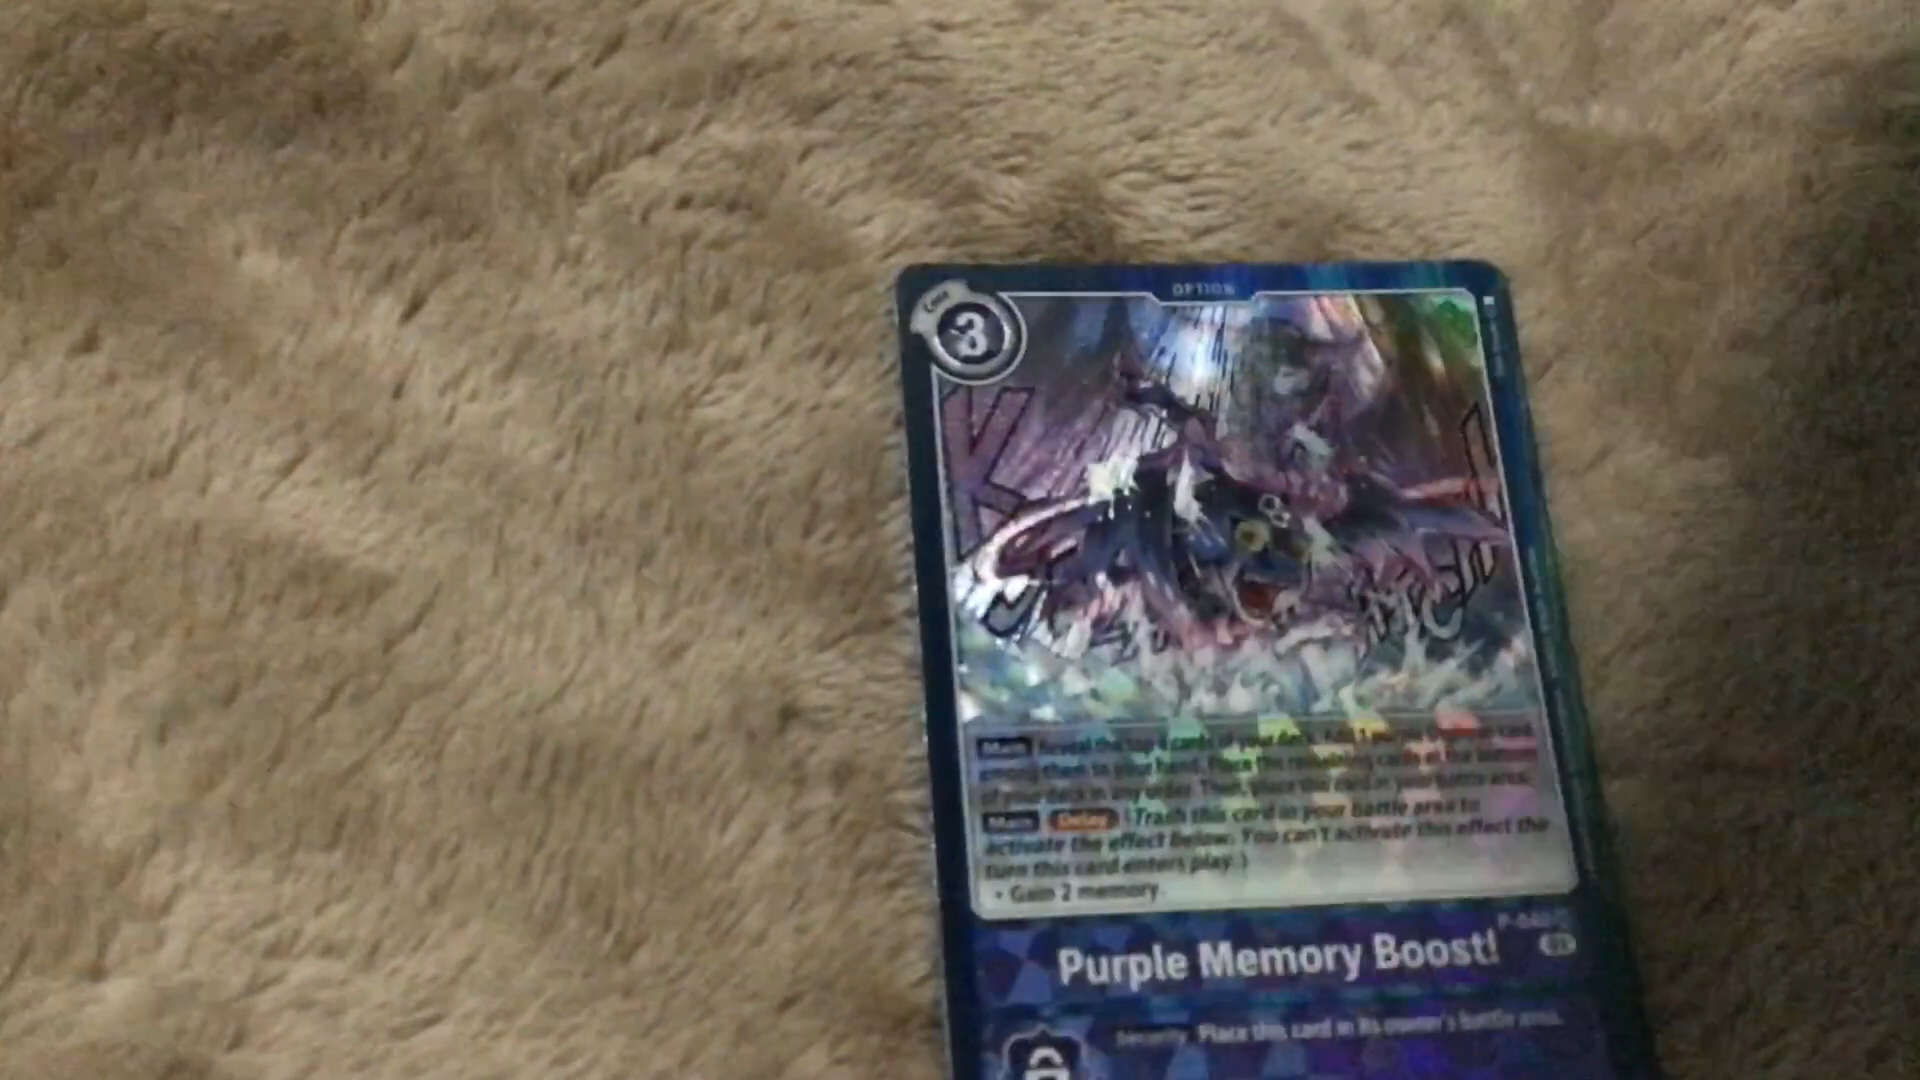 OPTION
Cost
3
Main Reveal the top 4 cards of your deck. Add 1 purple card
among them to your hand. Place the remaining cards at the bottom
of your deck in any order. Then, place this card in your battle area.
Main Delay (Trash this card in your battle area to
activate the effect below. You can't activate this effect the
turn this card enters play.)
• Gain 2 memory.
Purple Memory Boost!
Security Place this card in its owner's battle area.